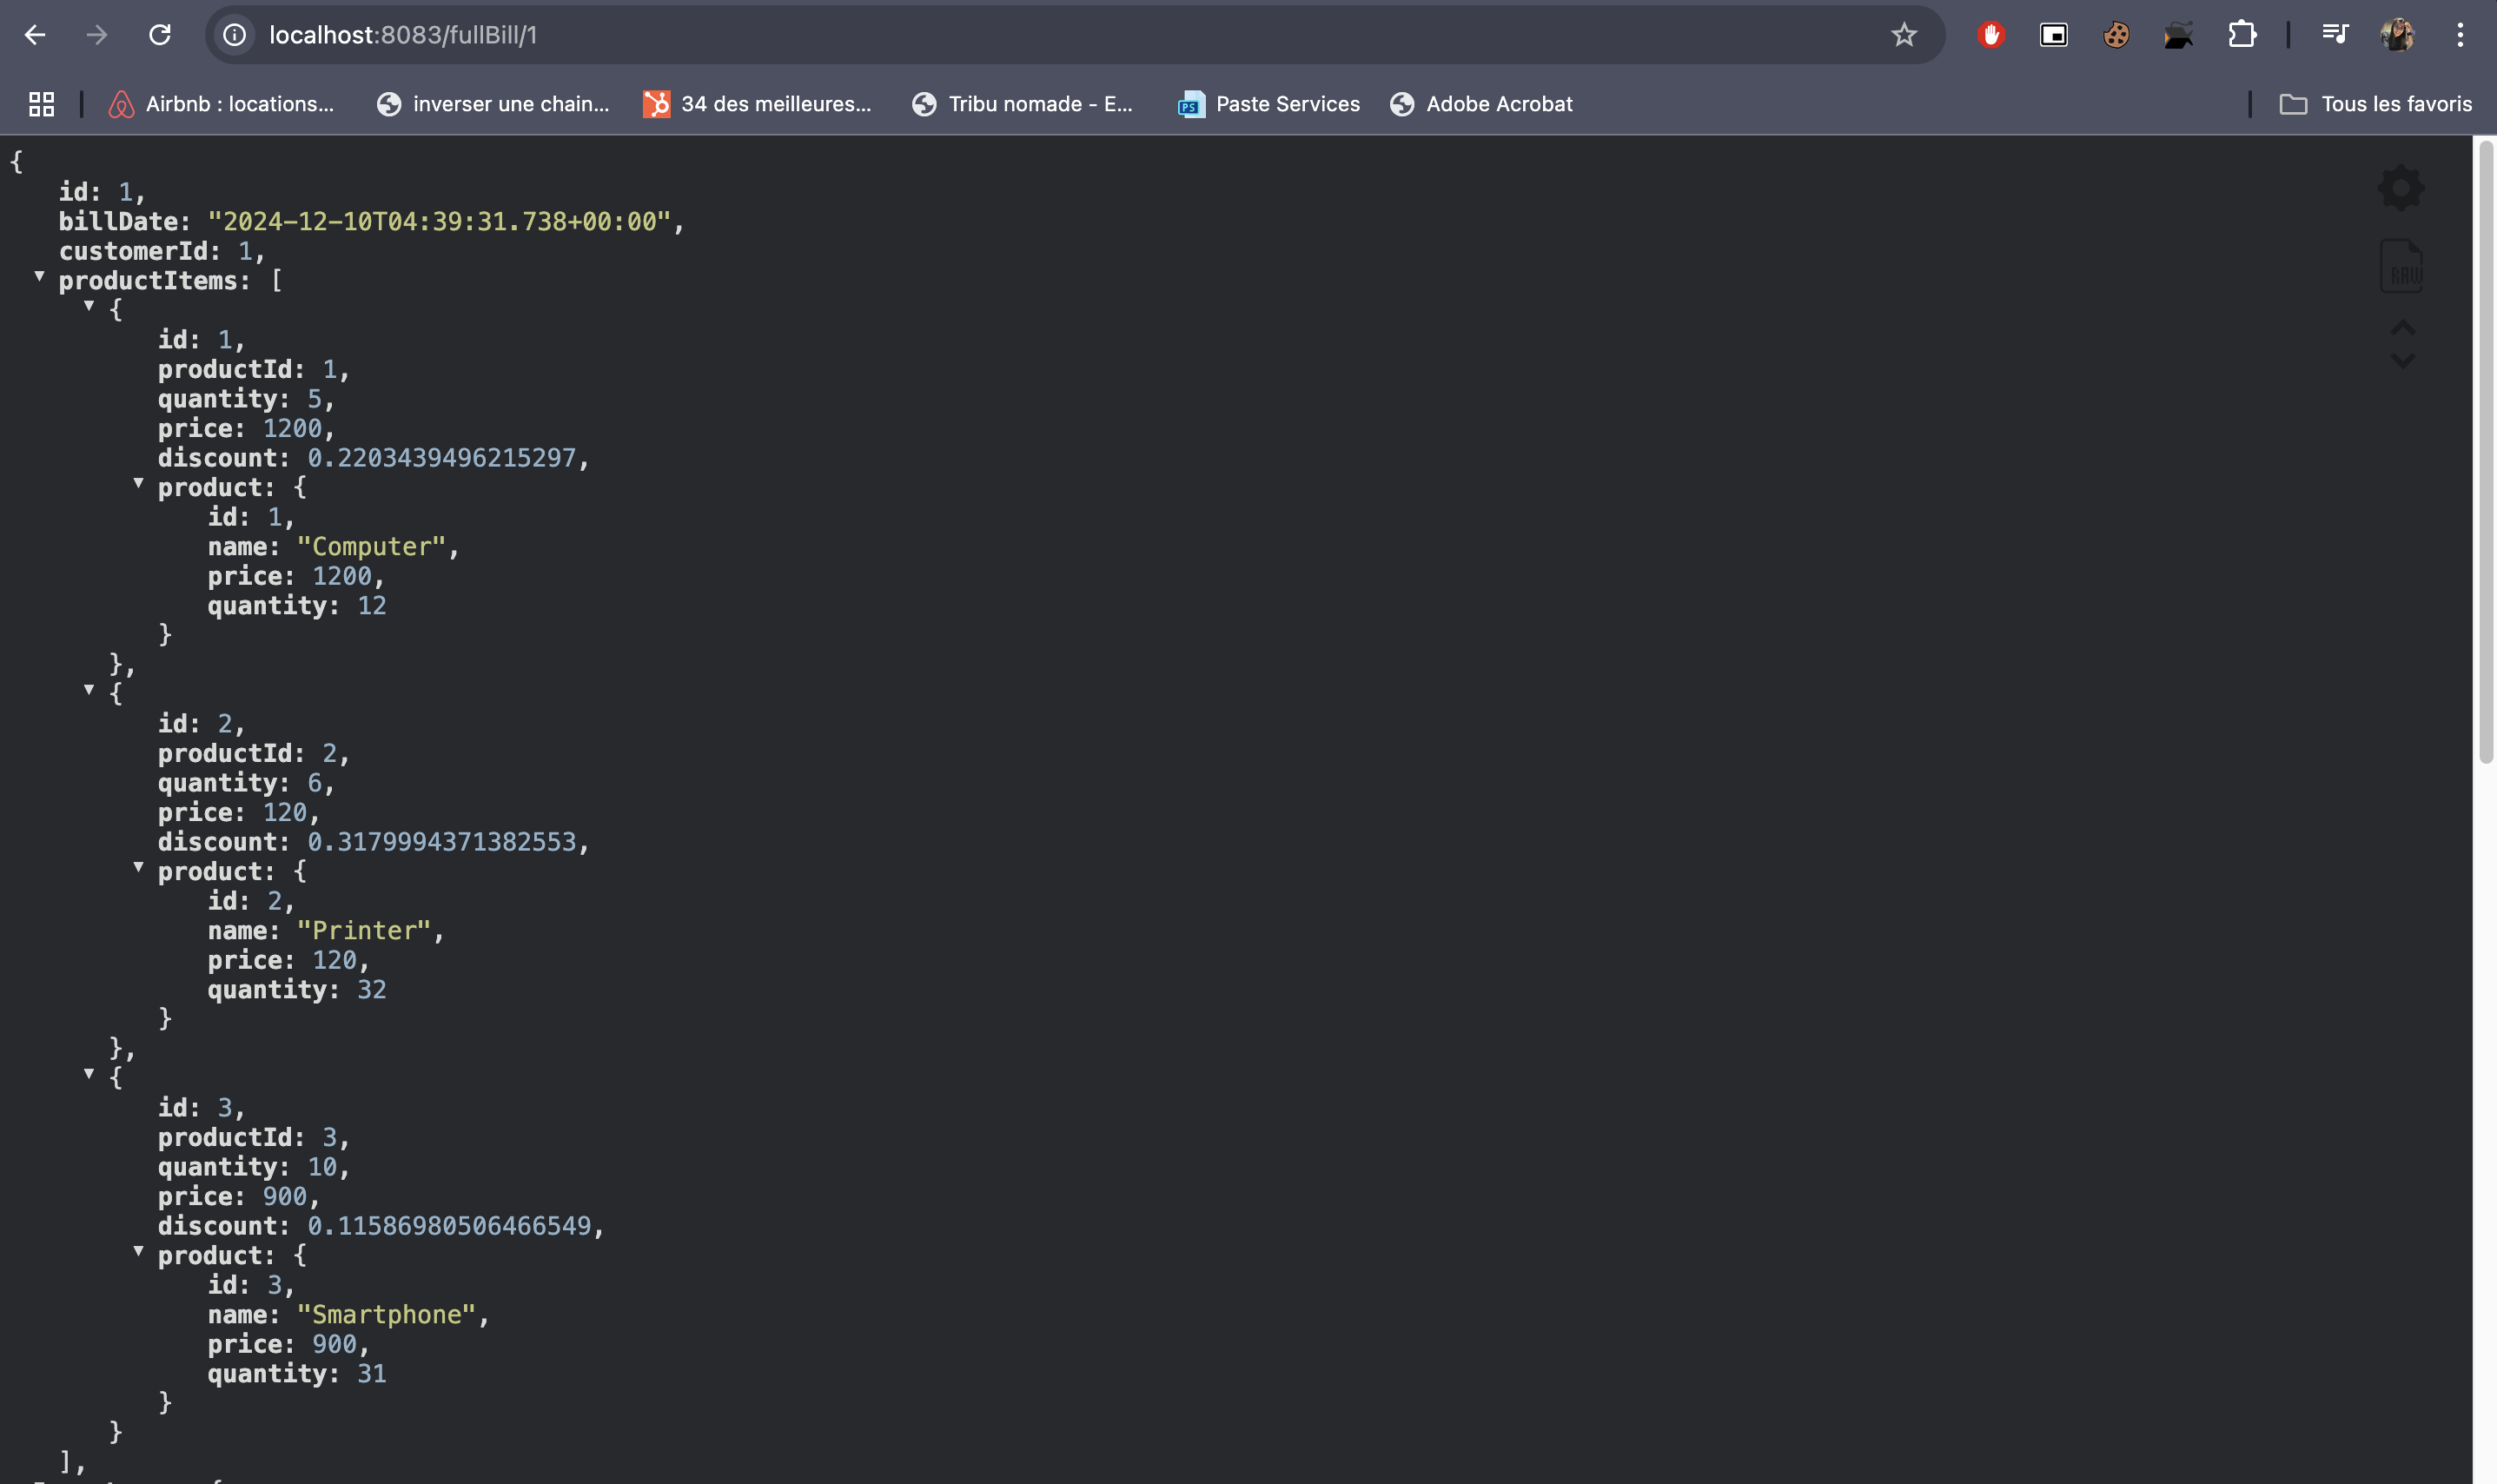 localhost:8083/fullBill/1
Airbnb : locations... inverser une chain... 34 des meilleures... Tribu nomade - E... PS Paste Services Adobe Acrobat Tous les favoris
{
id: 1,
billDate: "2024-12-10T04:39:31.738+00:00",
customerId: 1,
productItems: [
{
id: 1,
productId: 1,
quantity: 5,
price: 1200,
discount: 0.2203439496215297,
product: {
id: 1,
name: "Computer",
price: 1200,
quantity: 12
}
},
{
id: 2,
productId: 2,
quantity: 6,
price: 120,
discount: 0.3179994371382553,
product: {
id: 2,
name: "Printer",
price: 120,
quantity: 32
}
},
{
id: 3,
productId: 3,
quantity: 10,
price: 900,
discount: 0.11586980506466549,
product: {
id: 3,
name: "Smartphone",
price: 900,
quantity: 31
}
}
],
RAW